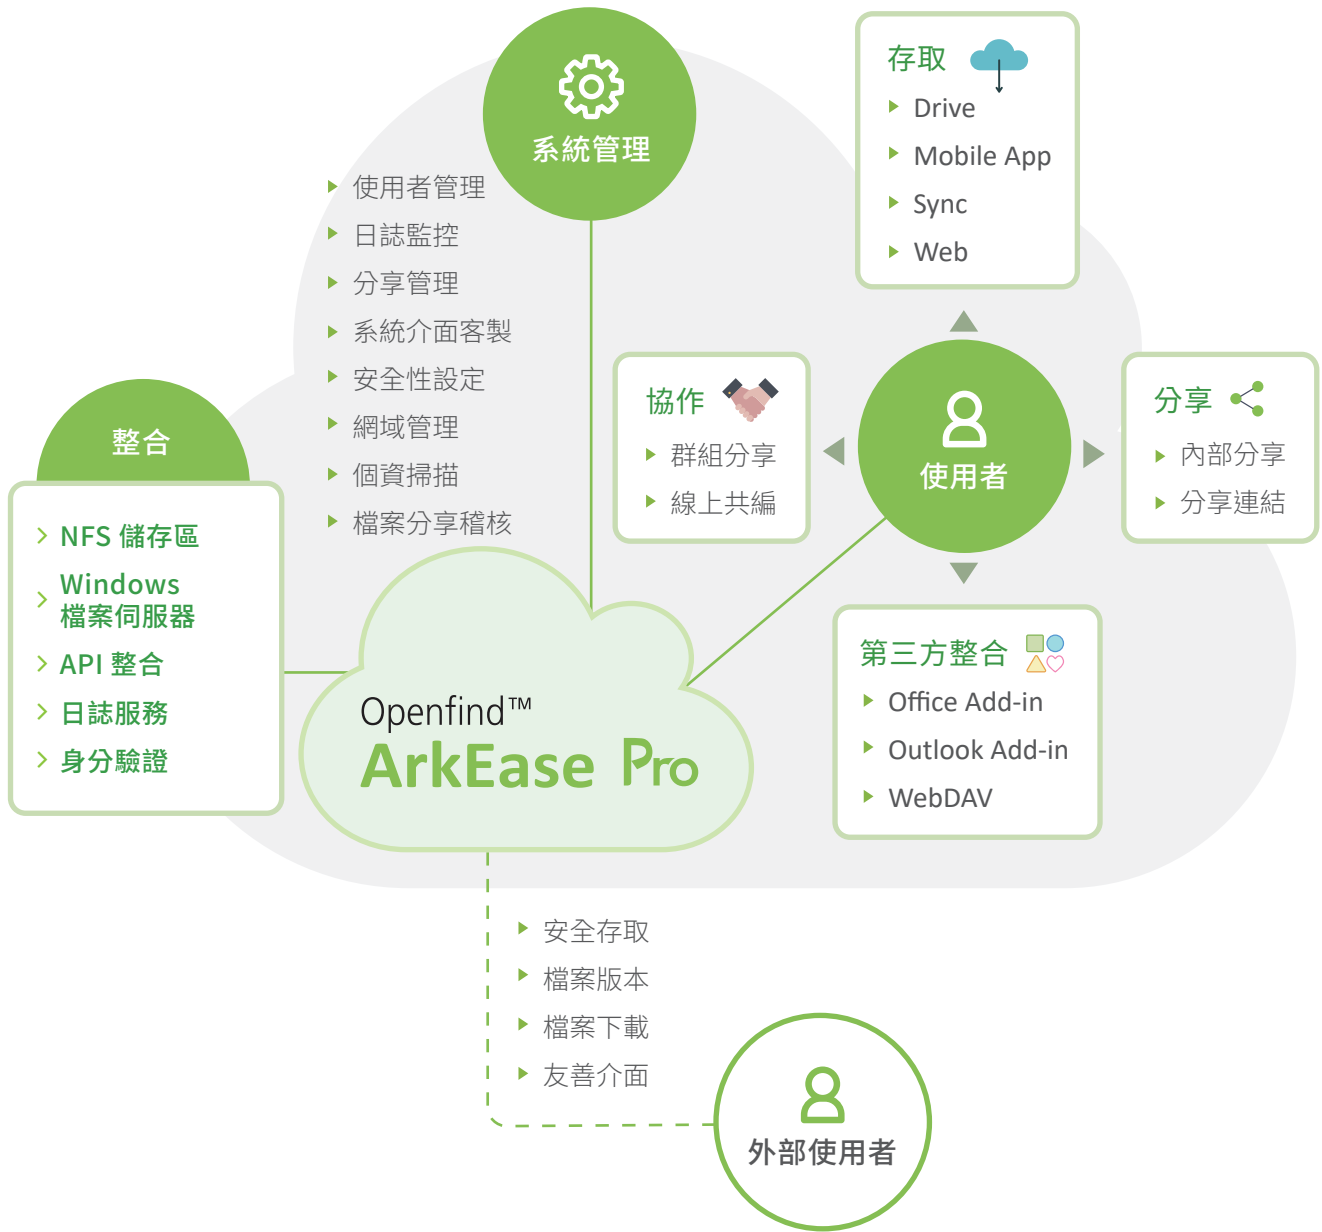 系統管理
使用者管理
日誌監控
分享管理
系統介面客製
安全性設定
網域管理
個資掃描
檔案分享稽核
存取
Drive
Mobile App
Sync
Web
協作
群組分享
線上共編
使用者
分享
內部分享
分享連結
第三方整合
Office Add-in
Outlook Add-in
WebDAV
整合
NFS 儲存區
Windows
檔案伺服器
API 整合
日誌服務
身分驗證
Openfind™
ArkEase Pro
安全存取
檔案版本
檔案下載
友善介面
外部使用者